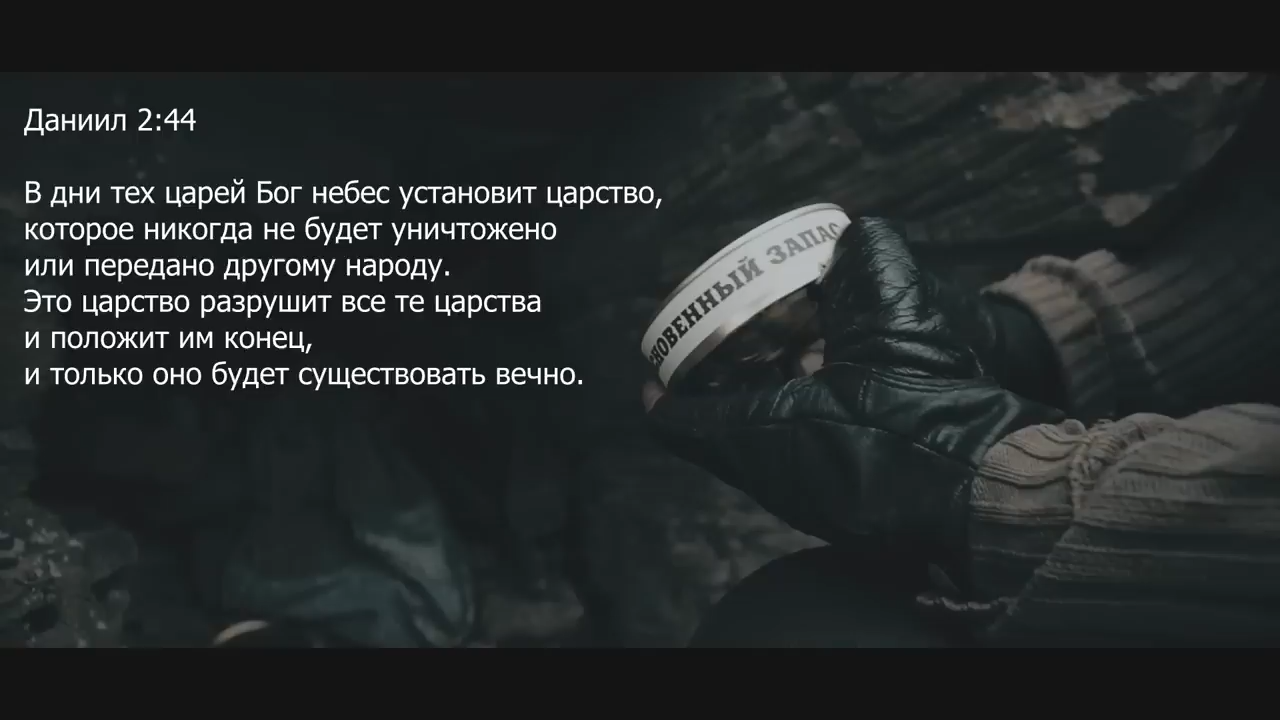 Даниил 2:44
В дни тех царей Бог небес установит царство,
которое никогда не будет уничтожено
или передано другому народу.
Это царство разрушит все те царства
и положит им конец,
и только оно будет существовать вечно.
ЗАПАС